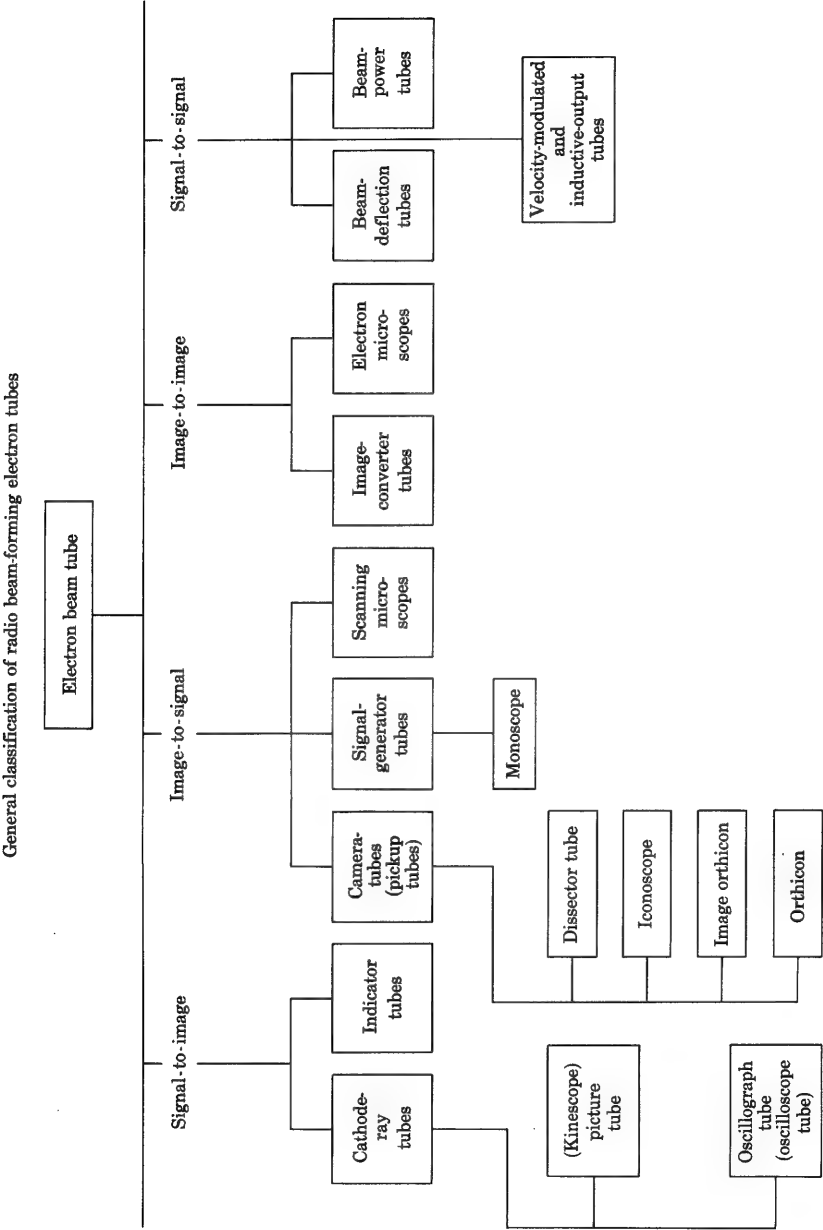 General classification of radio beam-forming electron tubes
Electron beam tube
Signal-to-image
Image-to-signal
Image-to-image
Signal-to-signal
Cathode-
ray
tubes
Indicator
tubes
Camera-
tubes
(pickup
tubes)
Signal-
generator
tubes
Scanning
micro-
scopes
Image-
converter
tubes
Electron
micro-
scopes
Beam-
deflection
tubes
Beam-
power
tubes
(Kinescope)
picture
tube
Oscillograph
tube
(oscilloscope
tube)
Dissector tube
Iconoscope
Image orthicon
Orthicon
Monoscope
Velocity-modulated
and
inductive-output
tubes